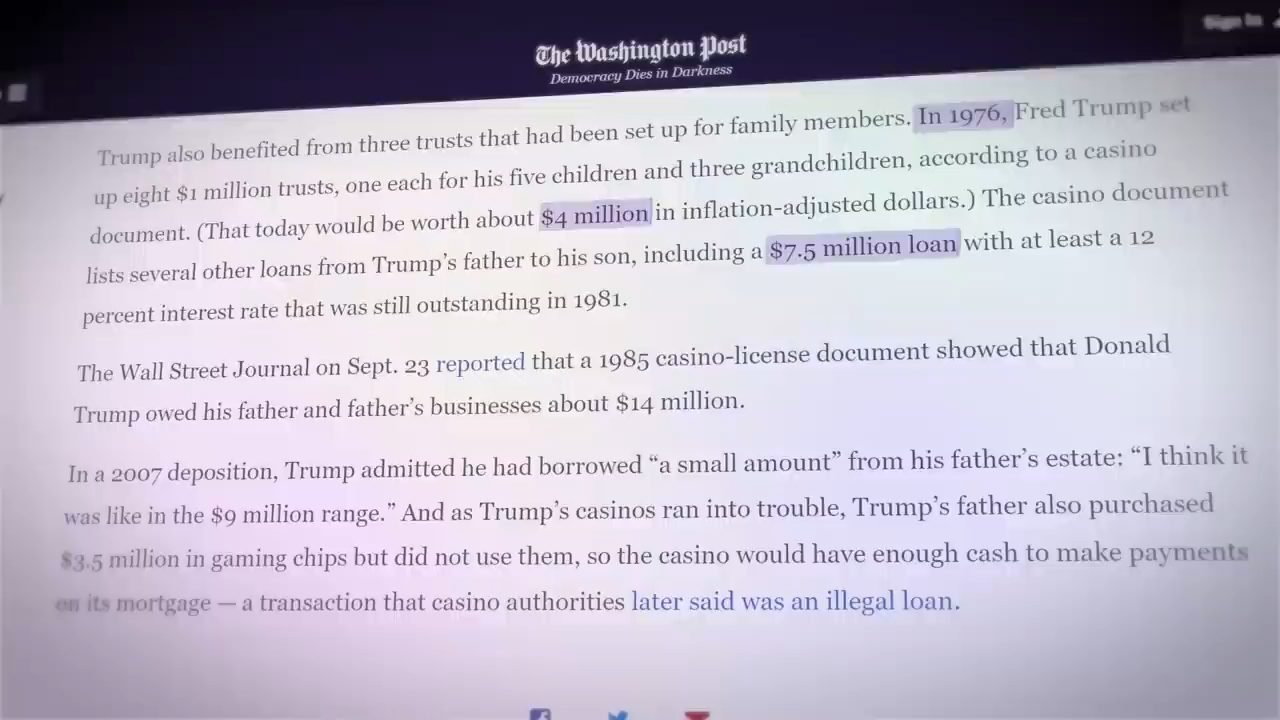 Sign In
The Washington Post
Democracy Dies in Darkness
Trump also benefited from three trusts that had been set up for family members. In 1976, Fred Trump set
up eight $1 million trusts, one each for his five children and three grandchildren, according to a casino
document. (That today would be worth about $4 million in inflation-adjusted dollars.) The casino document
lists several other loans from Trump's father to his son, including a $7.5 million loan with at least a 12
percent interest rate that was still outstanding in 1981.
The Wall Street Journal on Sept. 23 reported that a 1985 casino-license document showed that Donald
Trump owed his father and father's businesses about $14 million.
In a 2007 deposition, Trump admitted he had borrowed “a small amount” from his father's estate: “I think it
was like in the $9 million range.” And as Trump's casinos ran into trouble, Trump's father also purchased
$3.5 million in gaming chips but did not use them, so the casino would have enough cash to make payments
on its mortgage — a transaction that casino authorities later said was an illegal loan.